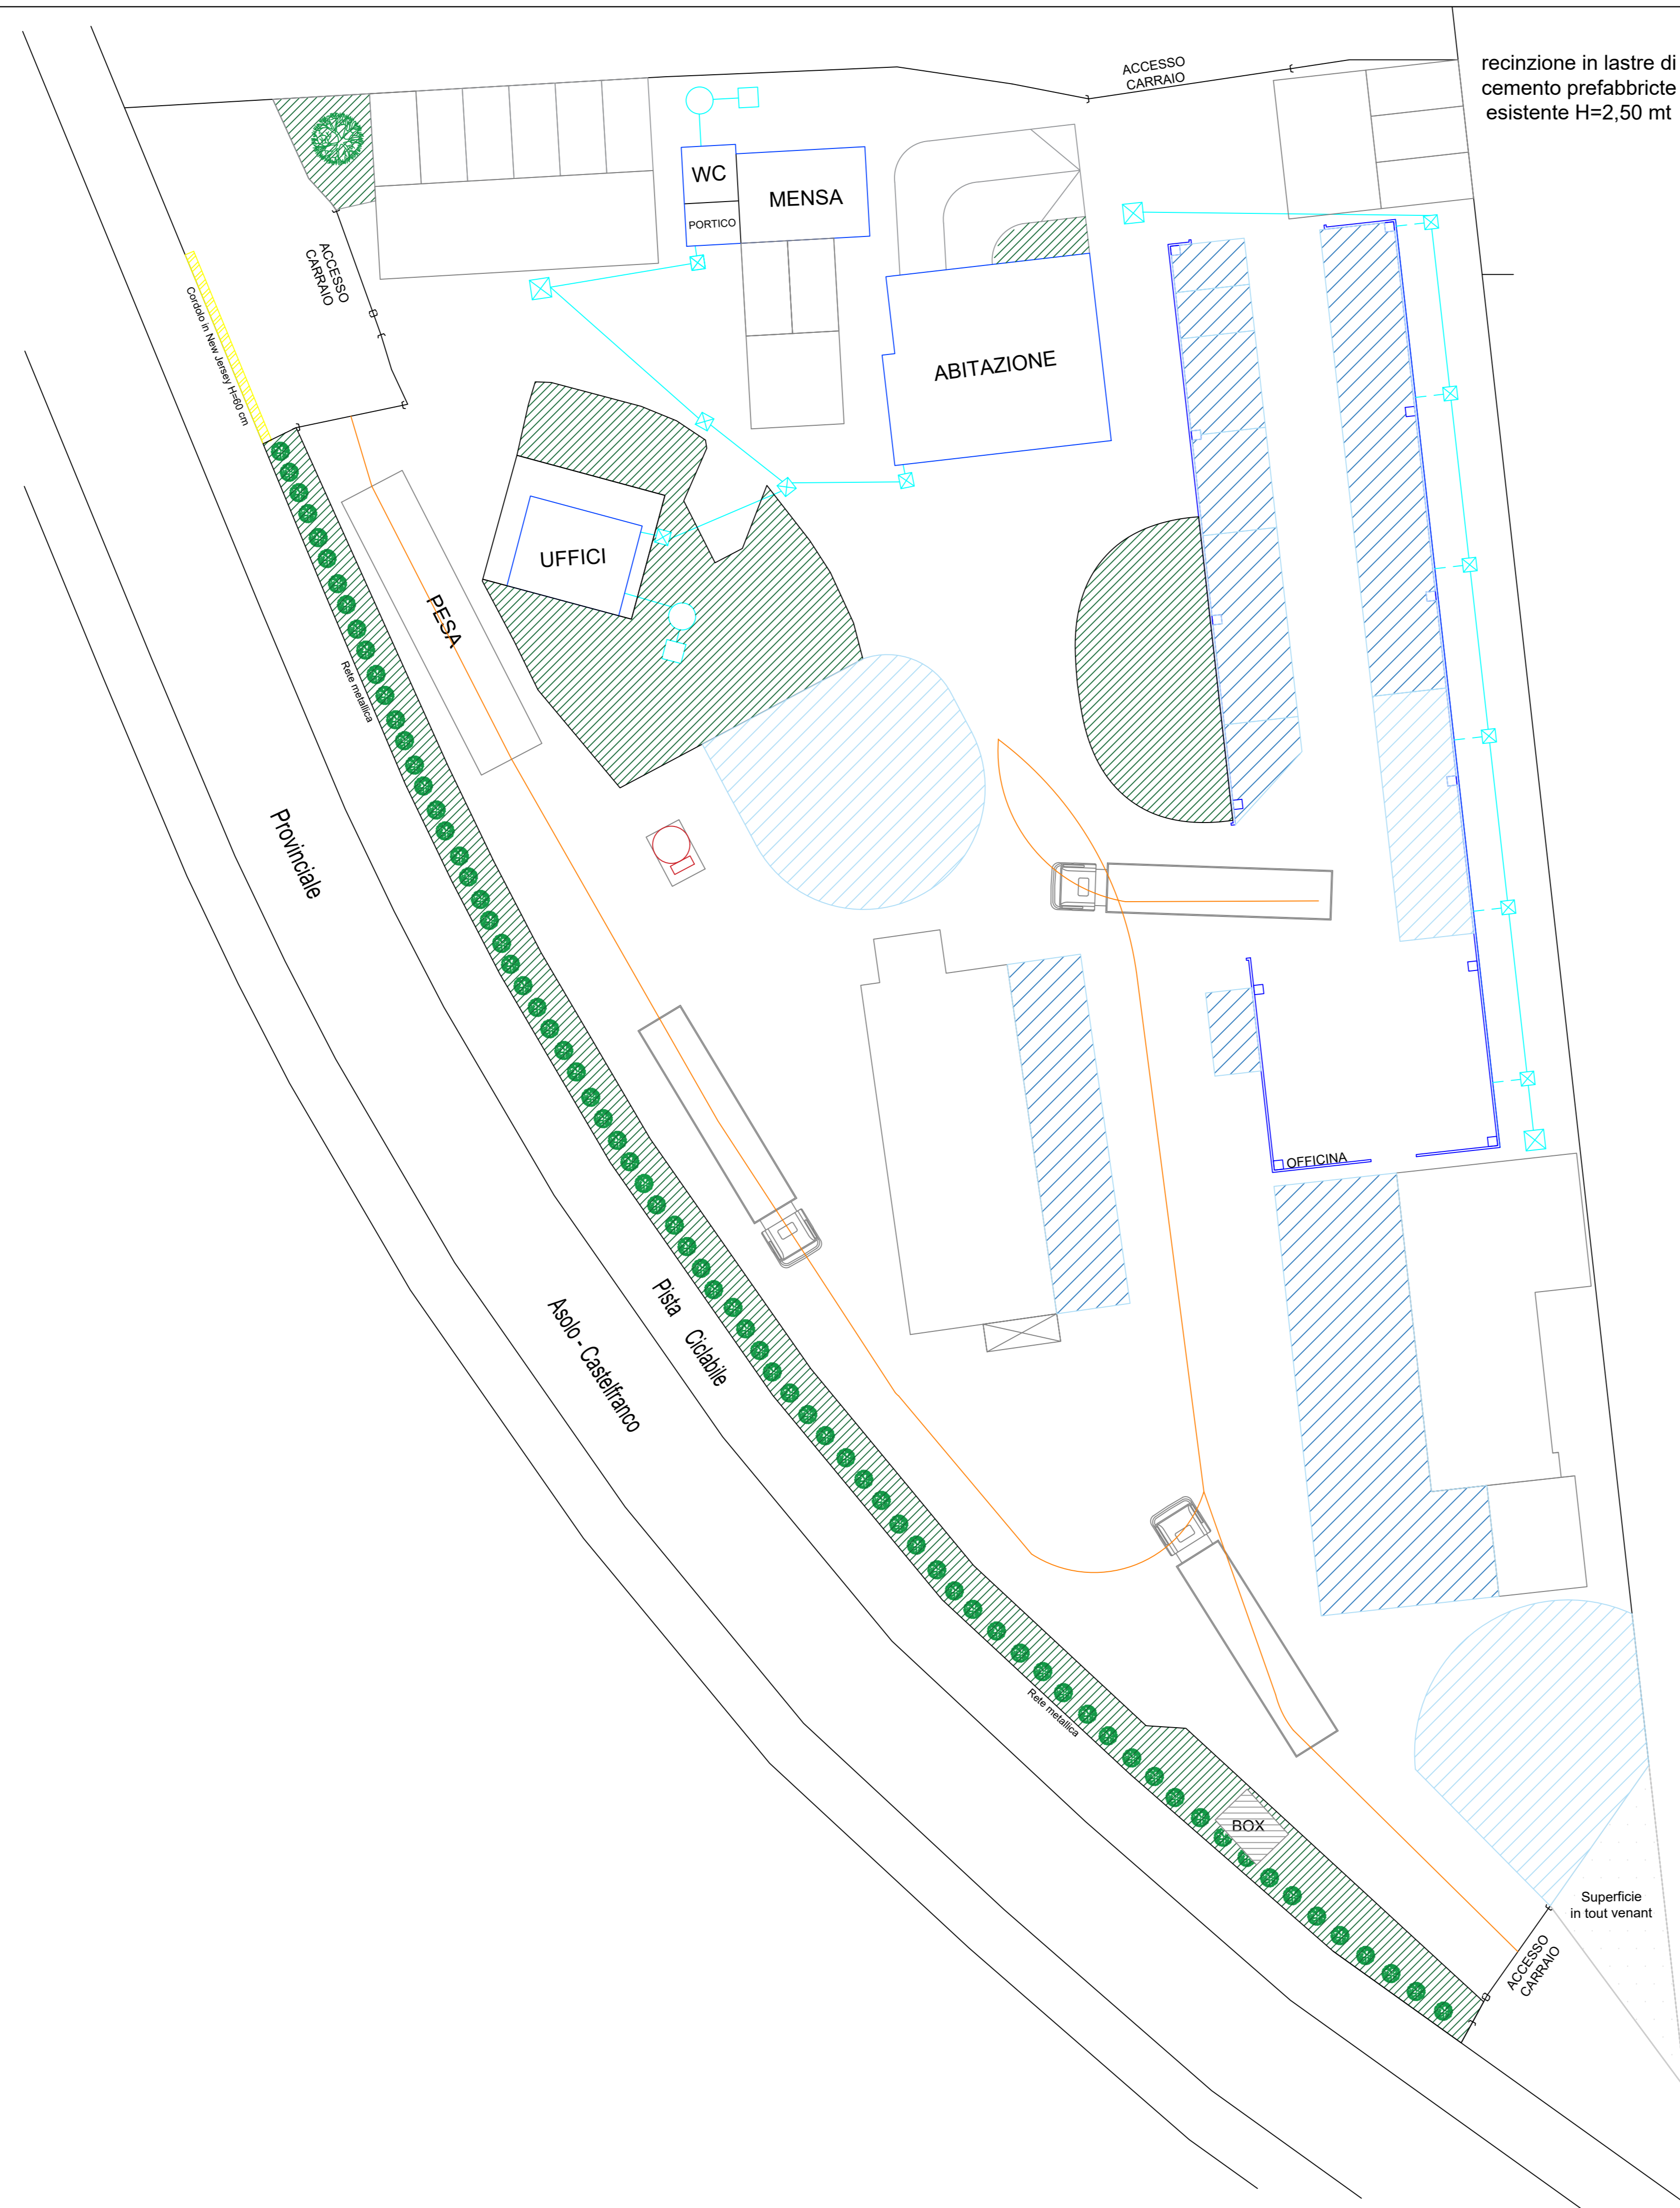 recinzione in lastre di
cemento prefabbricte
esistente H=2,50 mt
ACCESSO
CARRAIO
WC
MENSA
PORTICO
ACCESSO
CARRAIO
Cordolo in New Jersey H=60 cm
ABITAZIONE
UFFICI
PESA
Rete metallica
Provinciale
OFFICINA
Asolo - Castelfranco
Pista Ciclabile
Rete metallica
BOX
Superficie
in tout venant
ACCESSO
CARRAIO